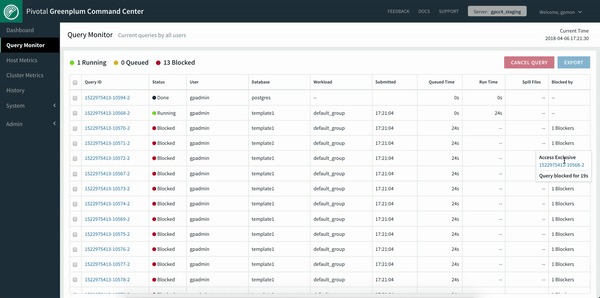 Pivotal Greenplum Command Center
FEEDBACK DOCS SUPPORT Server: gpcc4_staging Welcome, gpmon
Dashboard
Query Monitor
Host Metrics
Cluster Metrics
History
System
Admin
Query Monitor Current queries by all users
Current Time
2018-04-06 17:21:30
1 Running 0 Queued 13 Blocked
CANCEL QUERY EXPORT
Query ID Status User Database Workload Submitted Queued Time Run Time Spill Files Blocked by
1522975413-10594-2 Done gpadmin postgres -- 0s 0s -- --
1522975413-10566-2 Running gpadmin template1 default_group 17:21:04 0s 24s -- --
1522975413-10570-2 Blocked gpadmin template1 default_group 17:21:04 24s -- -- 1 Blockers
1522975413-10571-2 Blocked gpadmin template1 default_group 17:21:04 24s -- -- 1 Blockers
1522975413-10572-2 Blocked gpadmin template1 default_group 17:21:04 24s --
Access Exclusive
1522975413-10566-2
Query blocked for 19s
1522975413-10567-2 Blocked gpadmin template1 default_group 17:21:04 24s --
1522975413-10573-2 Blocked gpadmin template1 default_group 17:21:04 24s -- -- 1 Blockers
1522975413-10574-2 Blocked gpadmin template1 default_group 17:21:04 24s -- -- 1 Blockers
1522975413-10569-2 Blocked gpadmin template1 default_group 17:21:04 24s -- -- 1 Blockers
1522975413-10575-2 Blocked gpadmin template1 default_group 17:21:04 24s -- -- 1 Blockers
1522975413-10576-2 Blocked gpadmin template1 default_group 17:21:04 24s -- -- 1 Blockers
1522975413-10577-2 Blocked gpadmin template1 default_group 17:21:04 24s -- -- 1 Blockers
1522975413-10578-2 Blocked gpadmin template1 default_group 17:21:04 24s -- -- 1 Blockers